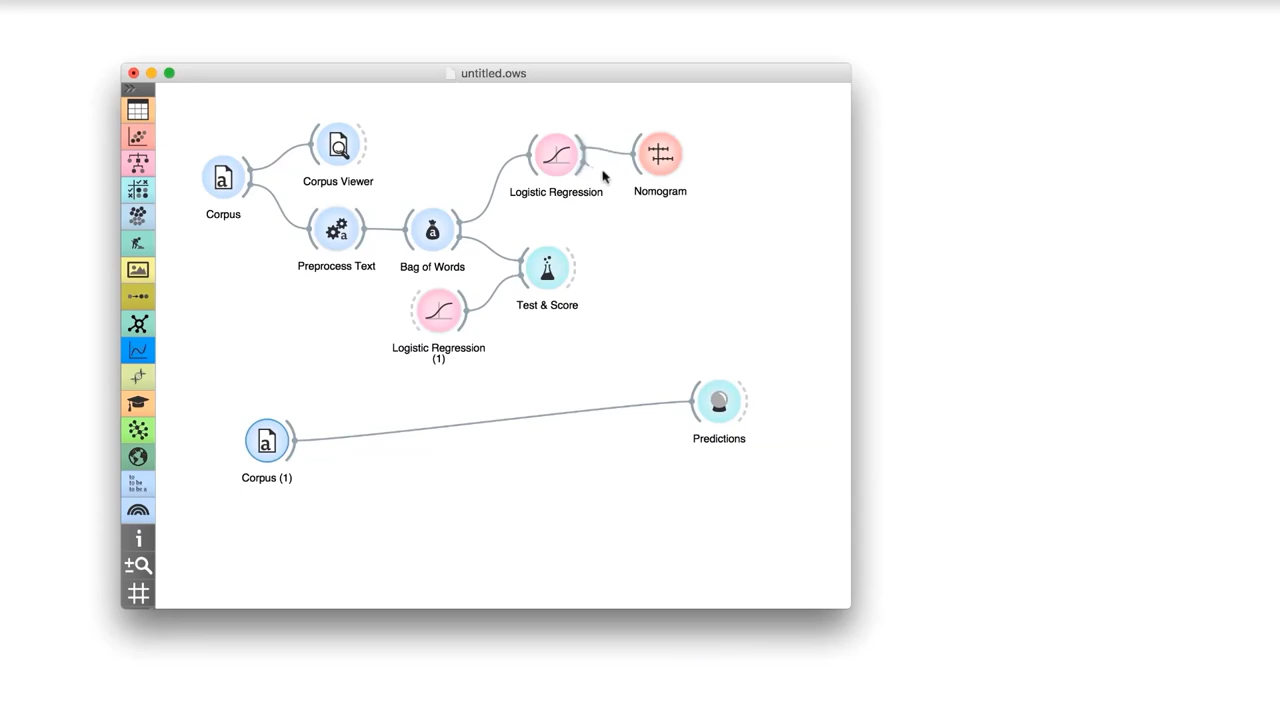 untitled.ows
Corpus Viewer
Corpus
Logistic Regression
Nomogram
Preprocess Text
Bag of Words
Test & Score
Logistic Regression
(1)
Predictions
Corpus (1)